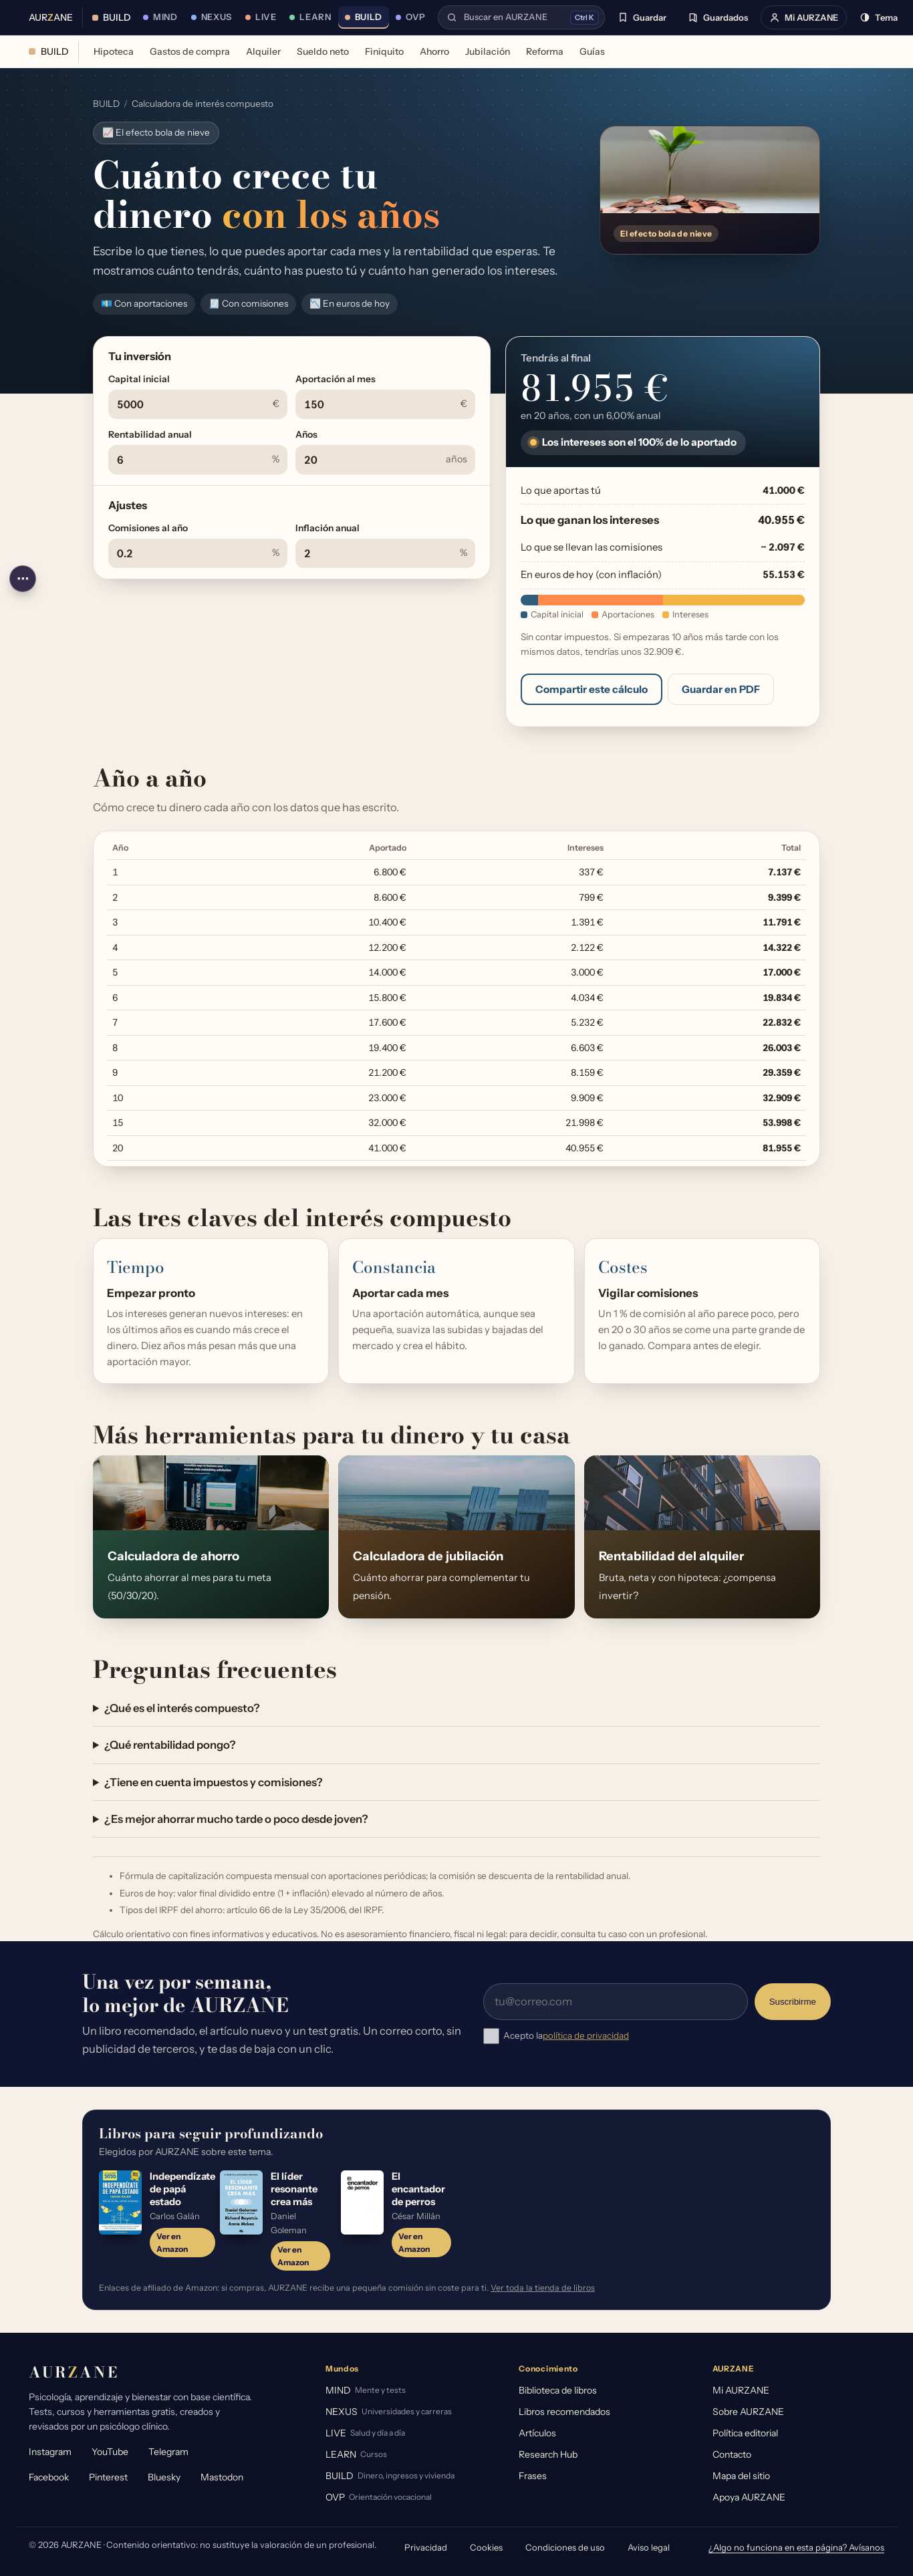 AURZANE
BUILD
MIND
NEXUS
LIVE
LEARN
BUILD
OVP
Buscar en AURZANE
Ctrl K
Guardar
Guardados
Mi AURZANE
Tema
BUILD
Hipoteca
Gastos de compra
Alquiler
Sueldo neto
Finiquito
Ahorro
Jubilación
Reforma
Guías
BUILD / Calculadora de interés compuesto
📈 El efecto bola de nieve
Cuánto crece tu
dinero con los años
Escribe lo que tienes, lo que puedes aportar cada mes y la rentabilidad que esperas. Te
mostramos cuánto tendrás, cuánto has puesto tú y cuánto han generado los intereses.
💶 Con aportaciones
🧾 Con comisiones
📉 En euros de hoy
El efecto bola de nieve
Tu inversión
Capital inicial
Aportación al mes
5000 €
150 €
Rentabilidad anual
Años
6 %
20 años
Ajustes
Comisiones al año
Inflación anual
0.2 %
2 %
Tendrás al final
81.955 €
en 20 años, con un 6,00% anual
Los intereses son el 100% de lo aportado
Lo que aportas tú 41.000 €
Lo que ganan los intereses 40.955 €
Lo que se llevan las comisiones − 2.097 €
En euros de hoy (con inflación) 55.153 €
Capital inicial
Aportaciones
Intereses
Sin contar impuestos. Si empezaras 10 años más tarde con los
mismos datos, tendrías unos 32.909 €.
Compartir este cálculo
Guardar en PDF
Año a año
Cómo crece tu dinero cada año con los datos que has escrito.
Año Aportado Intereses Total
1 6.800 € 337 € 7.137 €
2 8.600 € 799 € 9.399 €
3 10.400 € 1.391 € 11.791 €
4 12.200 € 2.122 € 14.322 €
5 14.000 € 3.000 € 17.000 €
6 15.800 € 4.034 € 19.834 €
7 17.600 € 5.232 € 22.832 €
8 19.400 € 6.603 € 26.003 €
9 21.200 € 8.159 € 29.359 €
10 23.000 € 9.909 € 32.909 €
15 32.000 € 21.998 € 53.998 €
20 41.000 € 40.955 € 81.955 €
Las tres claves del interés compuesto
Tiempo
Empezar pronto
Los intereses generan nuevos intereses: en
los últimos años es cuando más crece el
dinero. Diez años más pesan más que una
aportación mayor.
Constancia
Aportar cada mes
Una aportación automática, aunque sea
pequeña, suaviza las subidas y bajadas del
mercado y crea el hábito.
Costes
Vigilar comisiones
Un 1 % de comisión al año parece poco, pero
en 20 o 30 años se come una parte grande de
lo ganado. Compara antes de elegir.
Más herramientas para tu dinero y tu casa
Calculadora de ahorro
Cuánto ahorrar al mes para tu meta
(50/30/20).
Calculadora de jubilación
Cuánto ahorrar para complementar tu
pensión.
Rentabilidad del alquiler
Bruta, neta y con hipoteca: ¿compensa
invertir?
Preguntas frecuentes
¿Qué es el interés compuesto?
¿Qué rentabilidad pongo?
¿Tiene en cuenta impuestos y comisiones?
¿Es mejor ahorrar mucho tarde o poco desde joven?
Fórmula de capitalización compuesta mensual con aportaciones periódicas; la comisión se descuenta de la rentabilidad anual.
Euros de hoy: valor final dividido entre (1 + inflación) elevado al número de años.
Tipos del IRPF del ahorro: artículo 66 de la Ley 35/2006, del IRPF.
Cálculo orientativo con fines informativos y educativos. No es asesoramiento financiero, fiscal ni legal: para decidir, consulta tu caso con un profesional.
Una vez por semana,
lo mejor de AURZANE
Un libro recomendado, el artículo nuevo y un test gratis. Un correo corto, sin
publicidad de terceros, y te das de baja con un clic.
tu@correo.com
Suscribirme
Acepto lapolítica de privacidad
Libros para seguir profundizando
Elegidos por AURZANE sobre este tema.
INDEPENDÍZATE
DE PAPÁ
ESTADO
Independízate
de papá
estado
Carlos Galán
Ver en
Amazon
EL LÍDER
RESONANTE
CREA MÁS
Daniel Goleman
Richard Boyatzis
Annie Mckee
El líder
resonante
crea más
Daniel
Goleman
Ver en
Amazon
El encantador
de perros
El
encantador
de perros
César Millán
Ver en
Amazon
Enlaces de afiliado de Amazon: si compras, AURZANE recibe una pequeña comisión sin coste para ti. Ver toda la tienda de libros
AURZANE
Psicología, aprendizaje y bienestar con base científica.
Tests, cursos y herramientas gratis, creados y
revisados por un psicólogo clínico.
Instagram
YouTube
Telegram
Facebook
Pinterest
Bluesky
Mastodon
Mundos
MIND Mente y tests
NEXUS Universidades y carreras
LIVE Salud y día a día
LEARN Cursos
BUILD Dinero, ingresos y vivienda
OVP Orientación vocacional
Conocimiento
Biblioteca de libros
Libros recomendados
Artículos
Research Hub
Frases
AURZANE
Mi AURZANE
Sobre AURZANE
Política editorial
Contacto
Mapa del sitio
Apoya AURZANE
© 2026 AURZANE · Contenido orientativo: no sustituye la valoración de un profesional.
Privacidad
Cookies
Condiciones de uso
Aviso legal
¿Algo no funciona en esta página? Avísanos